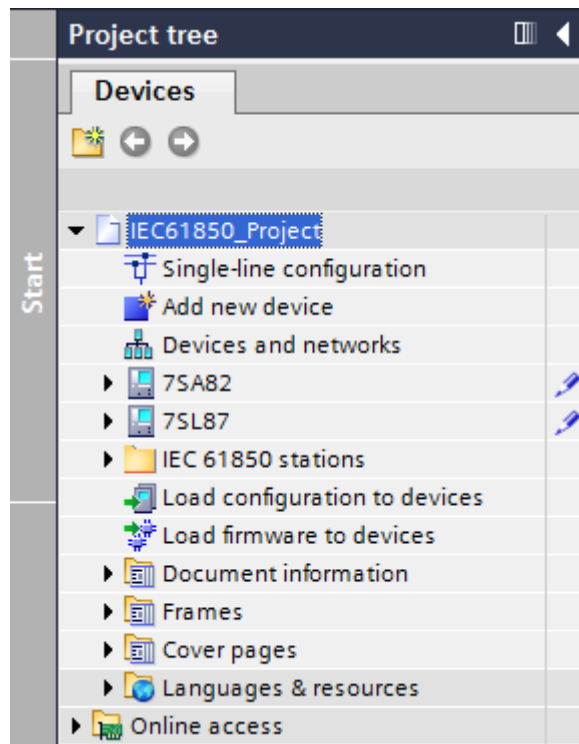 Project tree
Devices
IEC61850_Project
Single-line configuration
Add new device
Devices and networks
7SA82
7SL87
IEC 61850 stations
Load configuration to devices
Load firmware to devices
Document information
Frames
Cover pages
Languages & resources
Online access
Start